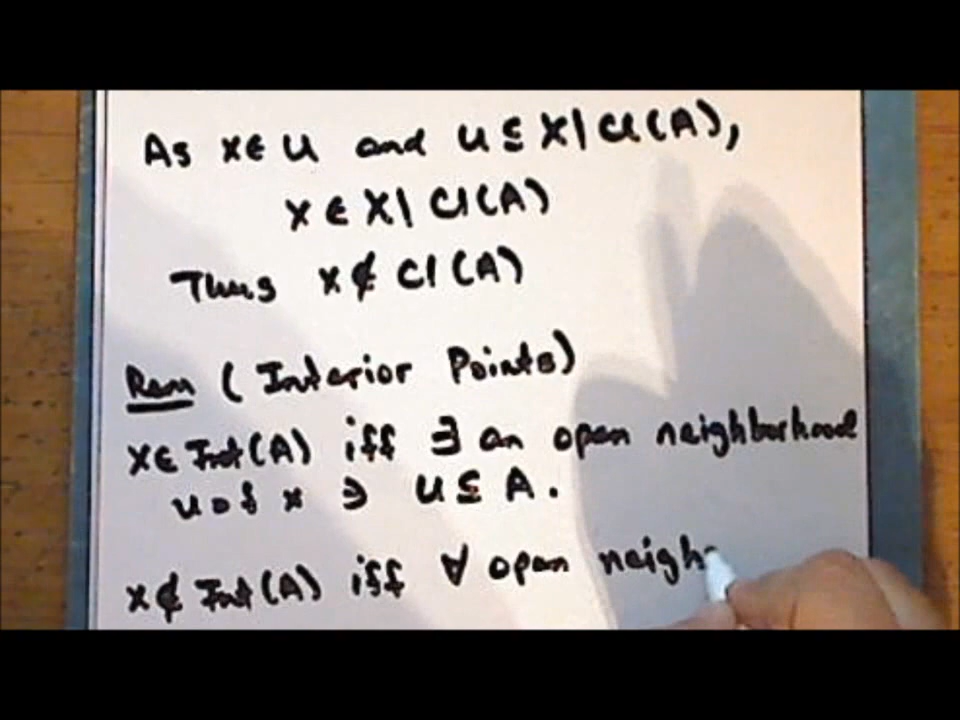 As x ∈ U and U ⊆ X | Cl(A),
x ∈ X | Cl(A)
Thus x ∉ Cl(A)
Rem (Interior Points)
x ∈ Int(A) iff ∃ an open neighborhood
U of x ∋ U ⊆ A.
x ∉ Int(A) iff ∀ open neigh